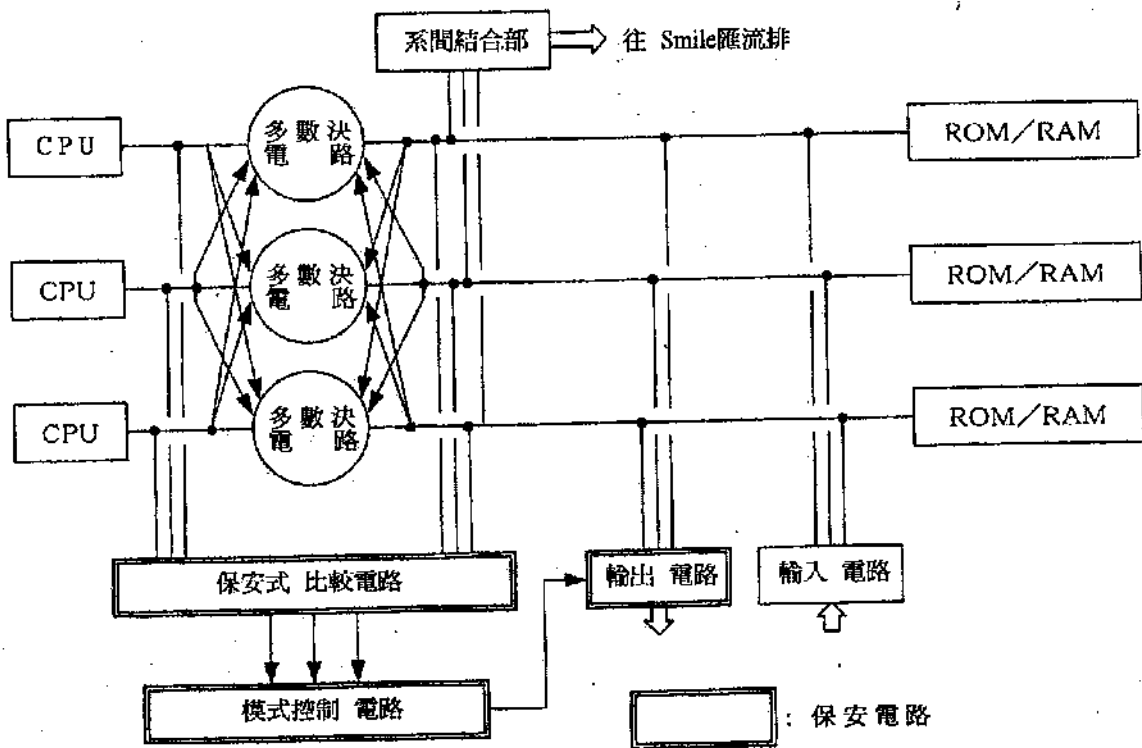 系間結合部
往 Smile匯流排
CPU
多數決
電路
ROM/RAM
CPU
多數決
電路
ROM/RAM
CPU
多數決
電路
ROM/RAM
保安式 比較電路
輸出 電路
輸入 電路
模式控制 電路
: 保安電路